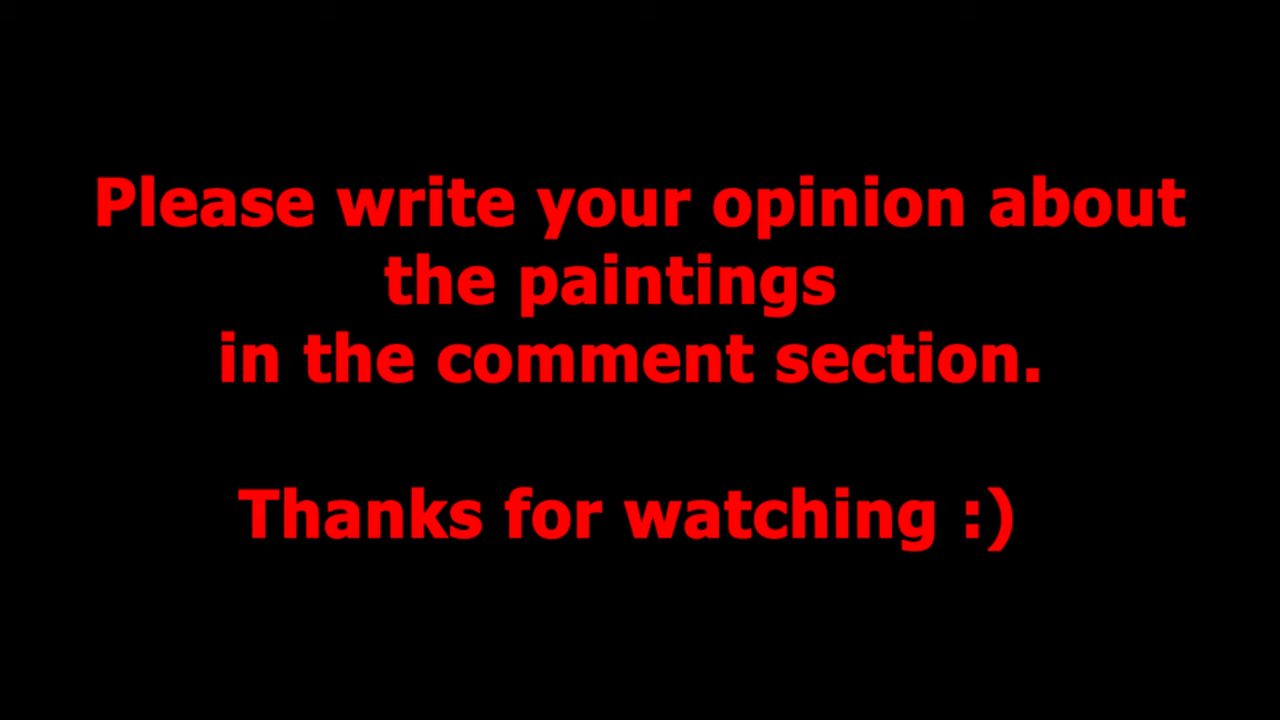 Please write your opinion about
the paintings
in the comment section.
Thanks for watching :)